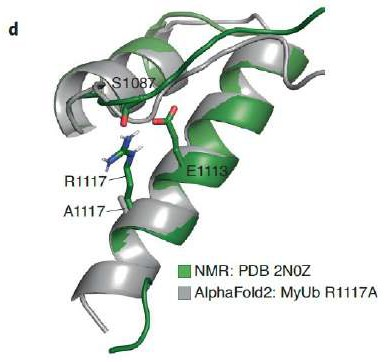 d
S1087
R1117
E1113
A1117
NMR: PDB 2N0Z
AlphaFold2: MyUb R1117A